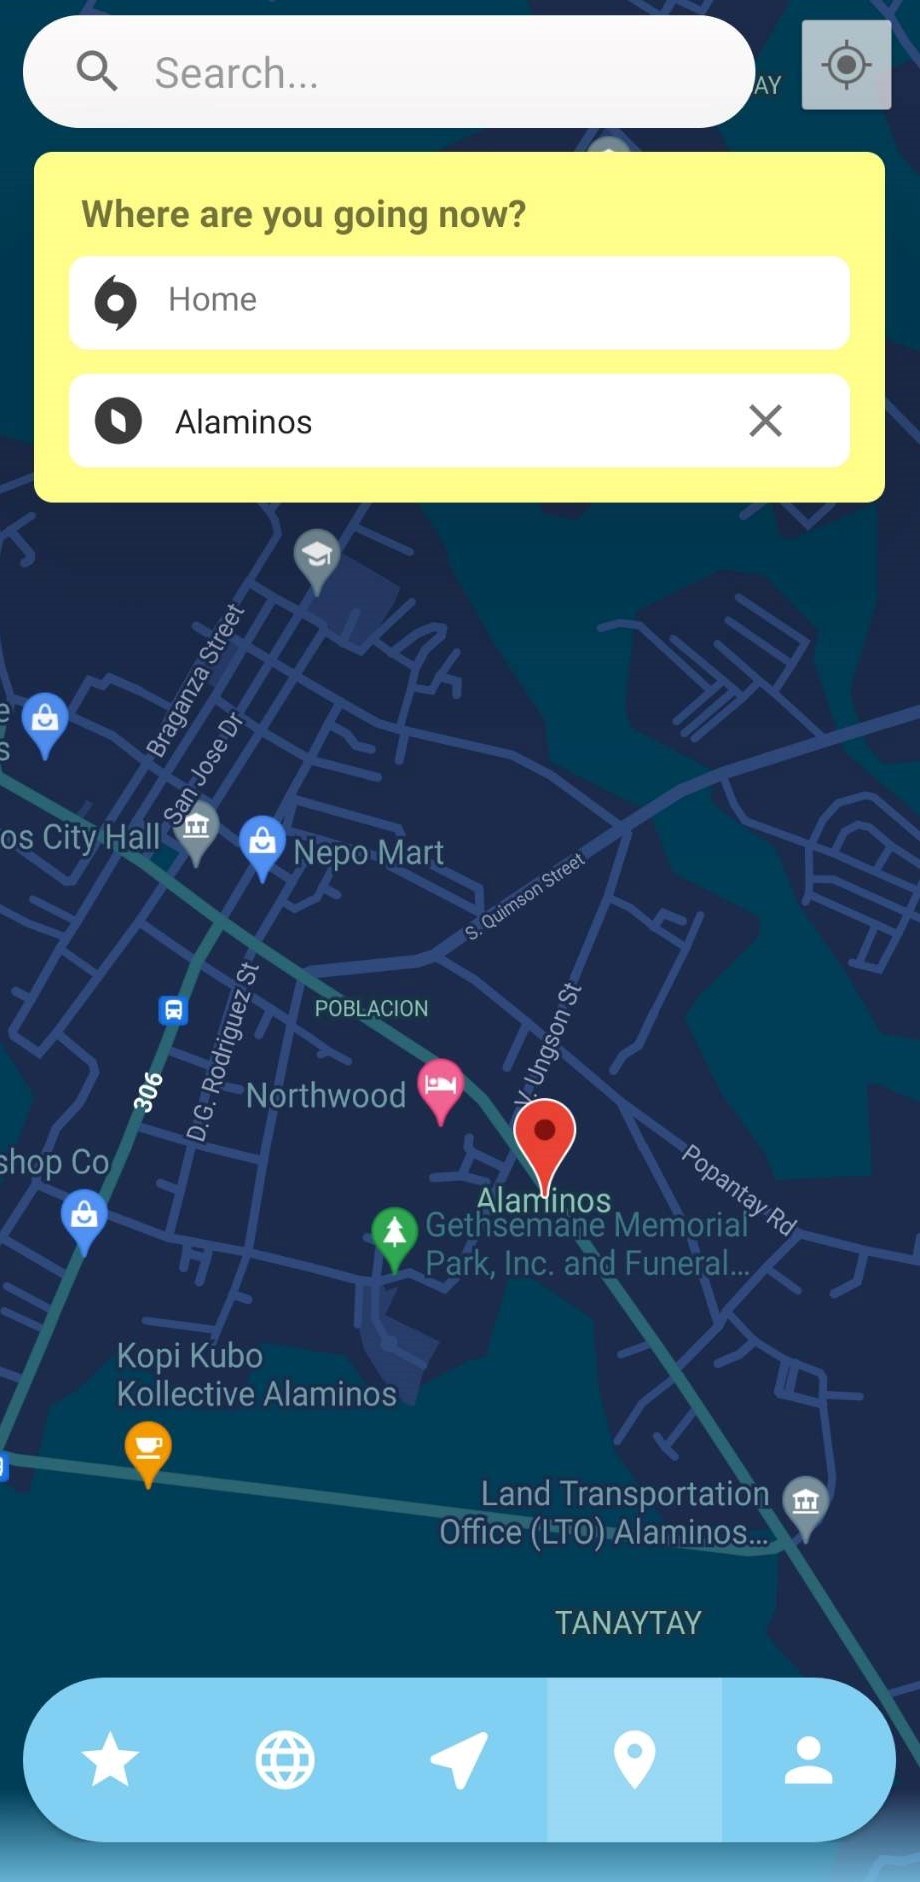 Search...
AY
Where are you going now?
Home
Alaminos
Braganza Street
San Jose Dr
os City Hall
Nepo Mart
S. Quimson Street
D.G. Rodriguez St
POBLACION
V. Ungson St
306
Northwood
shop Co
Popantay Rd
Alaminos
Gethsemane Memorial
Park, Inc. and Funeral...
Kopi Kubo
Kollective Alaminos
Land Transportation
Office (LTO) Alaminos...
TANAYTAY